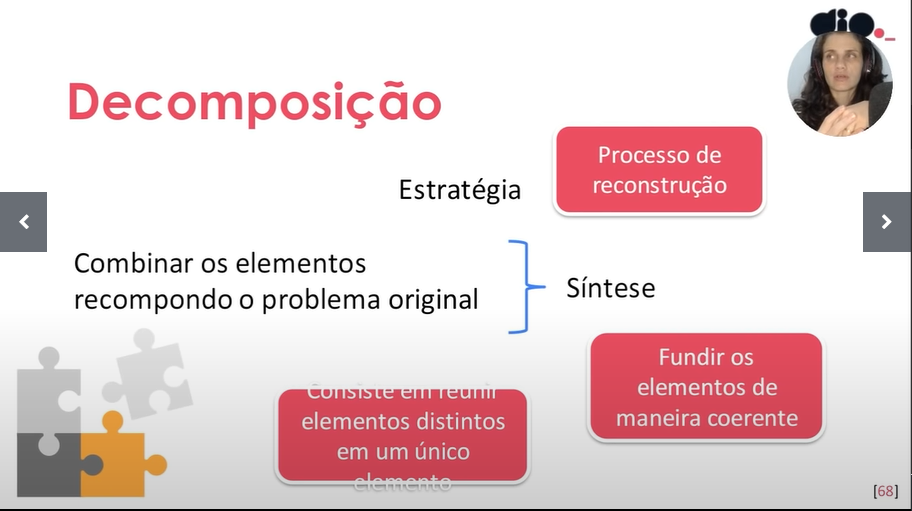 dio._
Decomposição
Processo de
reconstrução
Estratégia
Combinar os elementos
recompondo o problema original
Síntese
Fundir os
elementos de
maneira coerente
Consiste em reunir
elementos distintos
em um único
elemento
[68]